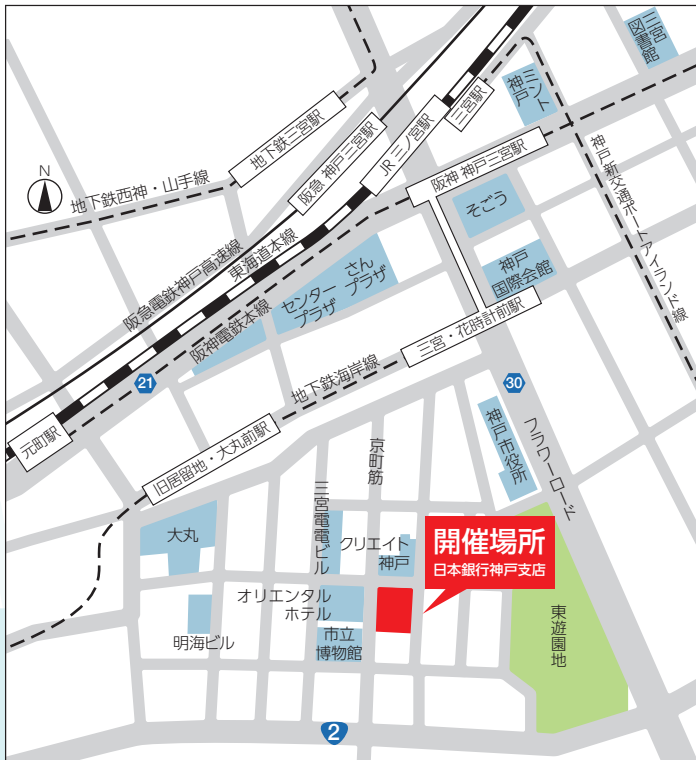 三宮
図書館
ミント
神戸
三宮駅
地下鉄三宮駅
阪急 神戸三宮駅
JR 三ノ宮駅
阪神 神戸三宮駅
神戸新交通ポートアイランド線
N
地下鉄西神・山手線
そごう
阪急電鉄神戸高速線
東海道本線
さん
プラザ
センター
プラザ
神戸
国際会館
阪神電鉄本線
三宮・花時計前駅
21
地下鉄海岸線
30
元町駅
旧居留地・大丸前駅
京町筋
神戸市役所
フラワーロード
三宮電電ビル
大丸
クリエイト
神戸
開催場所
日本銀行神戸支店
オリエンタル
ホテル
市立
博物館
明海ビル
東遊園地
2